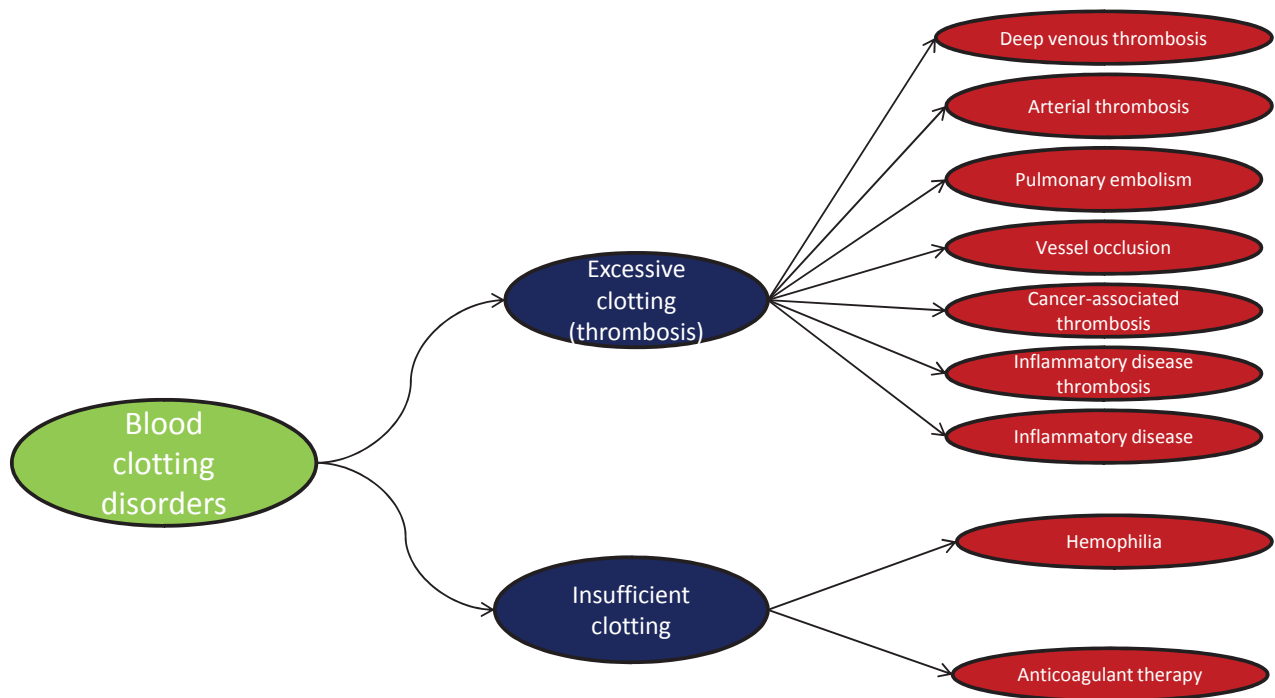 Deep venous thrombosis
Arterial thrombosis
Pulmonary embolism
Vessel occlusion
Excessive
clotting
(thrombosis)
Cancer-associated
thrombosis
Inflammatory disease
thrombosis
Inflammatory disease
Blood
clotting
disorders
Hemophilia
Insufficient
clotting
Anticoagulant therapy